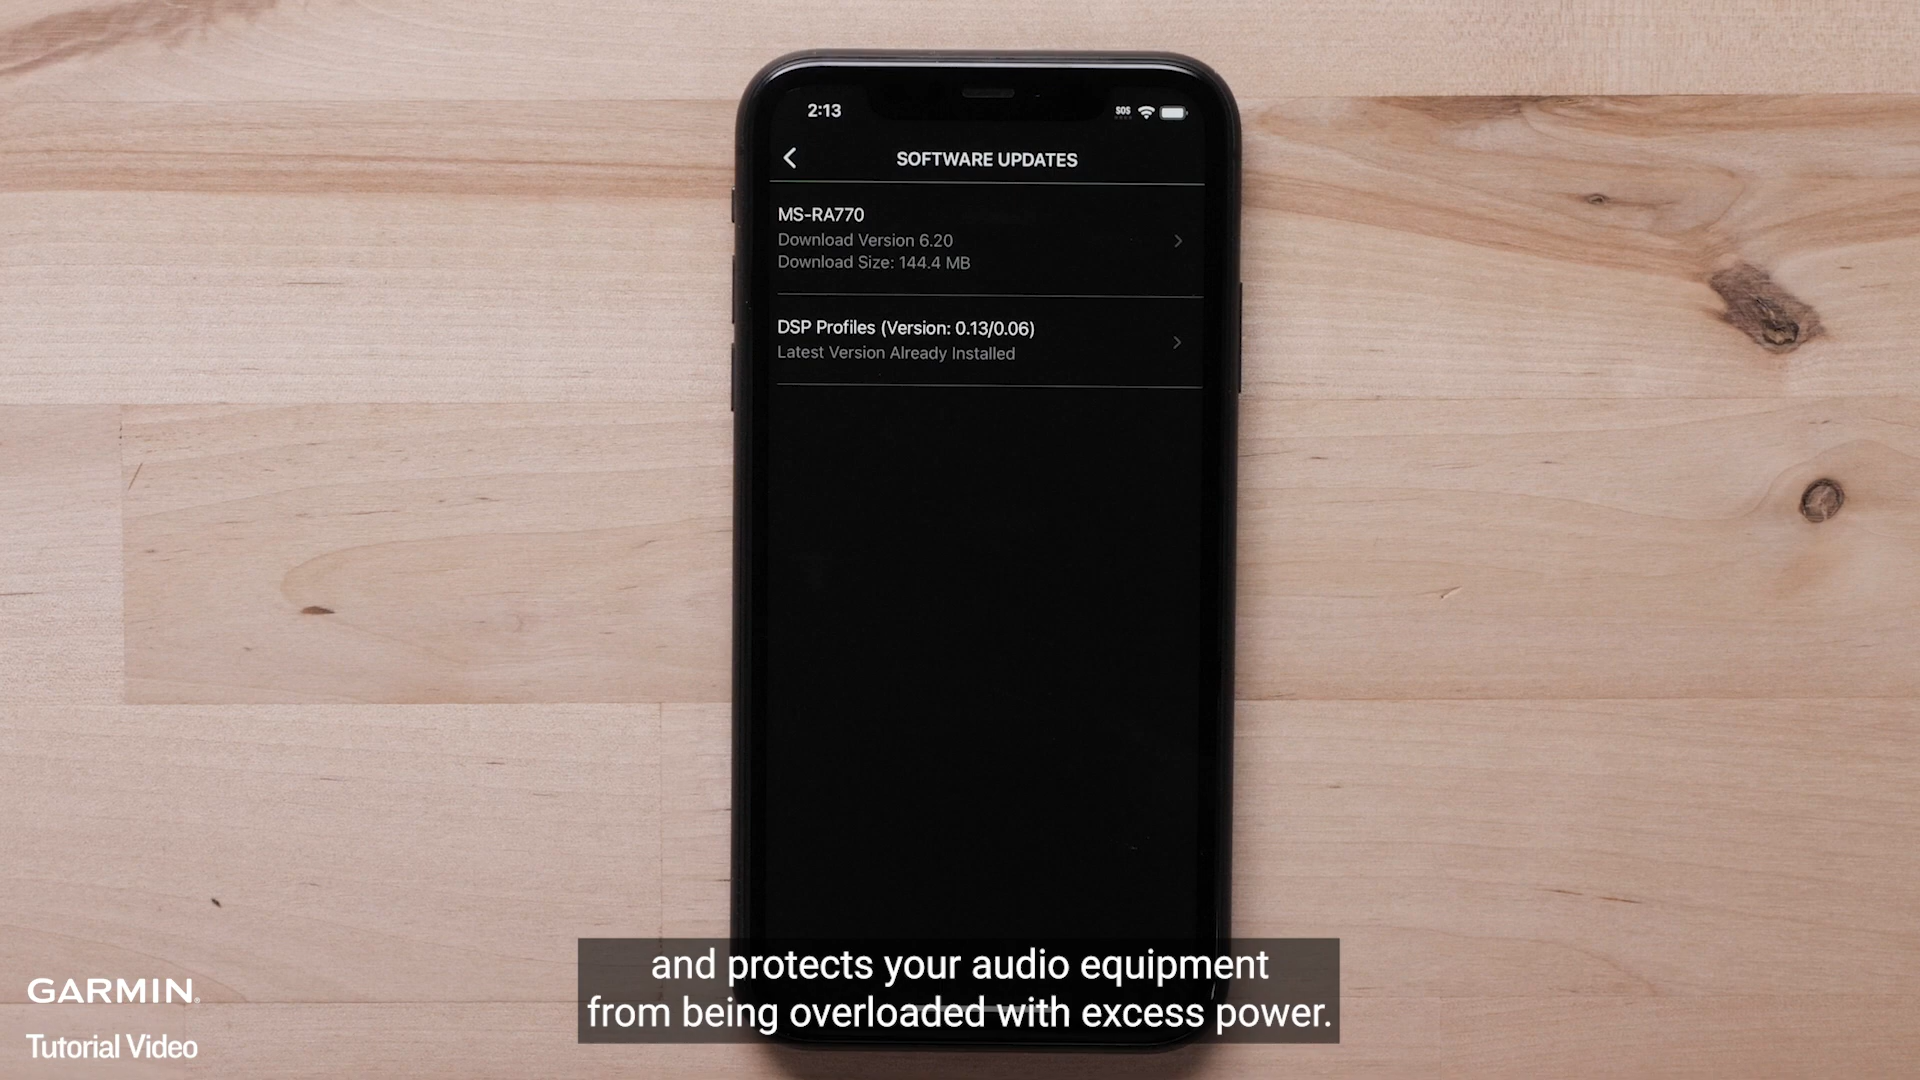 2:13
SOS
SOFTWARE UPDATES
MS-RA770
Download Version 6.20
Download Size: 144.4 MB
DSP Profiles (Version: 0.13/0.06)
Latest Version Already Installed
and protects your audio equipment
from being overloaded with excess power.
GARMIN
Tutorial Video